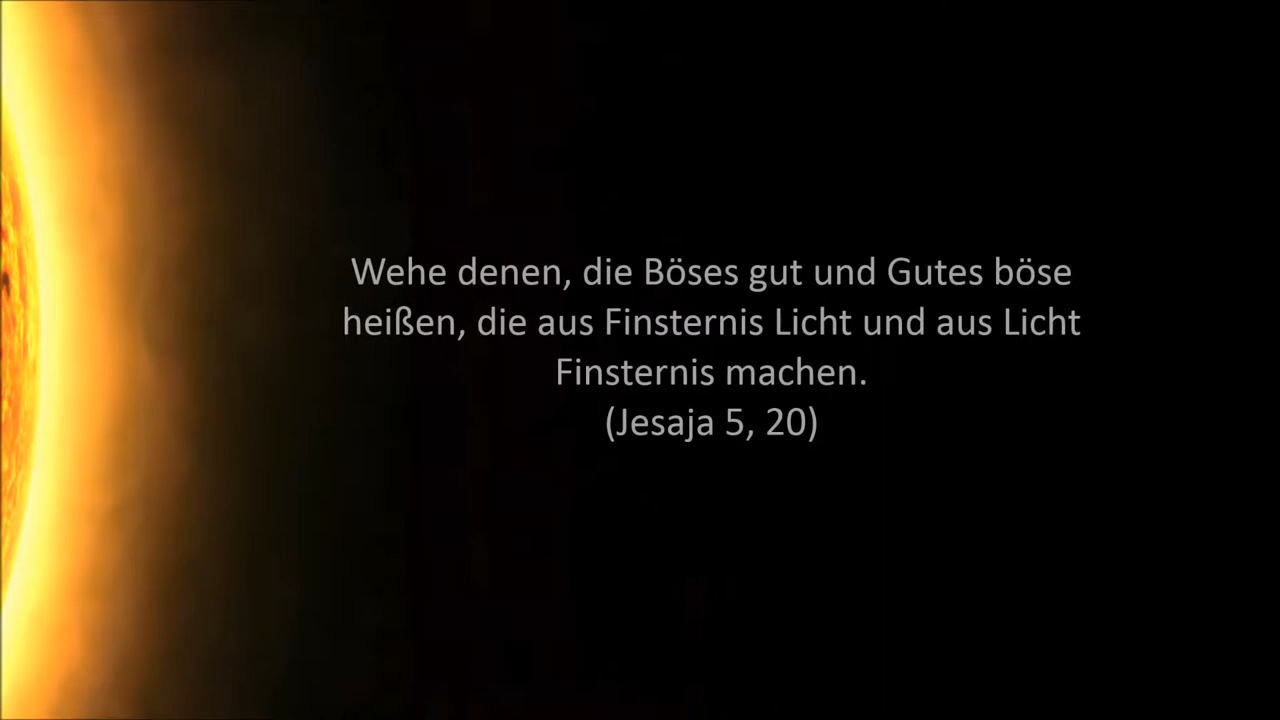 Wehe denen, die Böses gut und Gutes böse
heißen, die aus Finsternis Licht und aus Licht
Finsternis machen.
(Jesaja 5, 20)